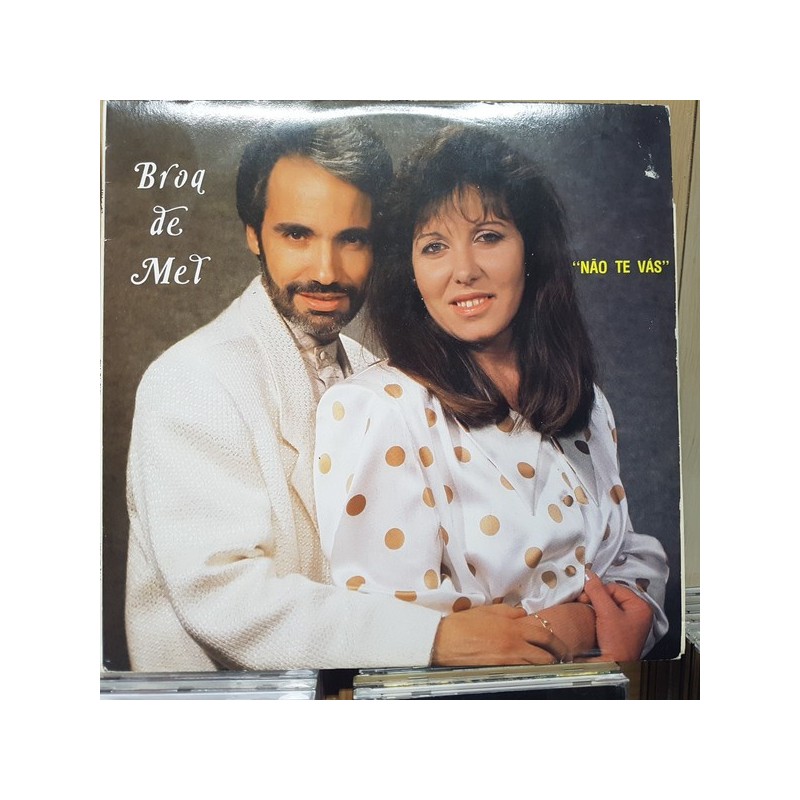 Broa
de
Mel
"NÃO TE VÁS"